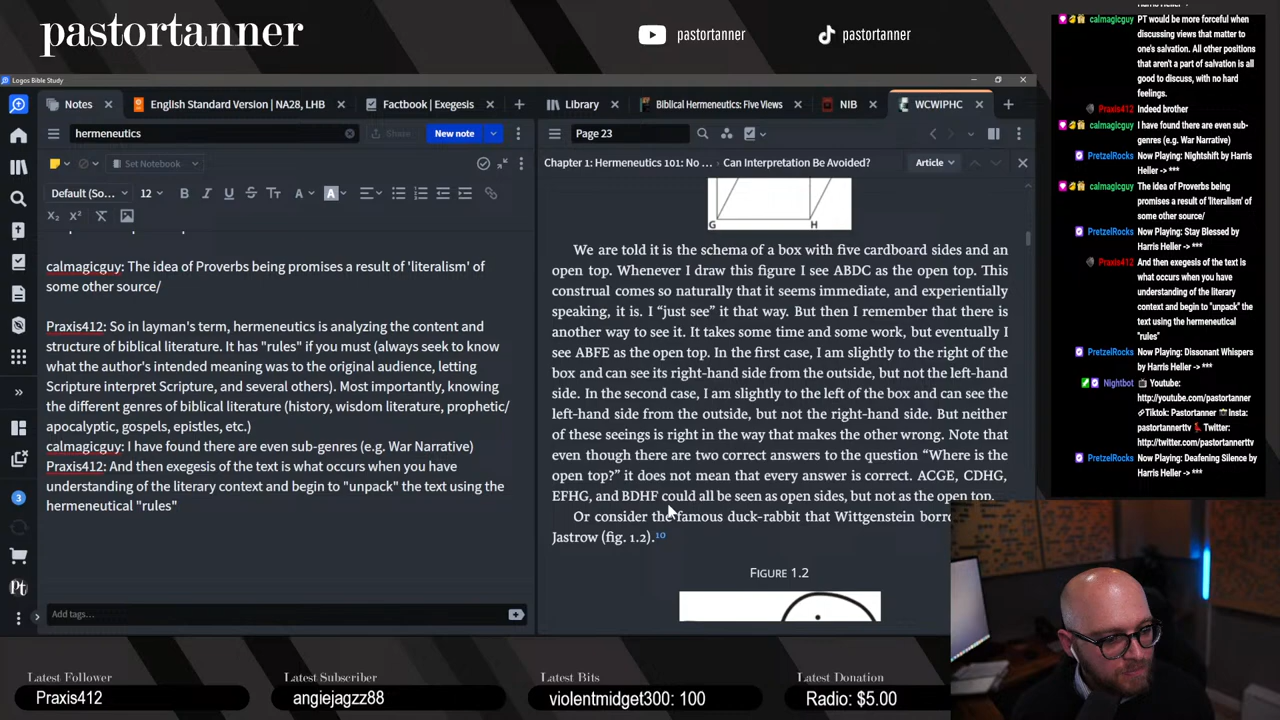 pastortanner
pastortanner
pastortanner
Logos Bible Study
Notes
English Standard Version | NA28, LHB
Factbook | Exegesis
Library
Biblical Hermeneutics: Five Views
NIB
WCWIPHC
hermeneutics
Share
New note
Page 23
Set Notebook
Chapter 1: Hermeneutics 101: No ...
Can Interpretation Be Avoided?
Article
Default (So...
12
B I U S
calmagicguy: The idea of Proverbs being promises a result of 'literalism' of
some other source/
Praxis412: So in layman's term, hermeneutics is analyzing the content and
structure of biblical literature. It has "rules" if you must (always seek to know
what the author's intended meaning was to the original audience, letting
Scripture interpret Scripture, and several others). Most importantly, knowing
the different genres of biblical literature (history, wisdom literature, prophetic/
apocalyptic, gospels, epistles, etc.)
calmagicguy: I have found there are even sub-genres (e.g. War Narrative)
Praxis412: And then exegesis of the text is what occurs when you have
understanding of the literary context and begin to "unpack" the text using the
hermeneutical "rules"
3
Add tags...
G H
We are told it is the schema of a box with five cardboard sides and an
open top. Whenever I draw this figure I see ABDC as the open top. This
construal comes so naturally that it seems immediate, and experientially
speaking, it is. I “just see” it that way. But then I remember that there is
another way to see it. It takes some time and some work, but eventually I
see ABFE as the open top. In the first case, I am slightly to the right of the
box and can see its right-hand side from the outside, but not the left-hand
side. In the second case, I am slightly to the left of the box and can see the
left-hand side from the outside, but not the right-hand side. But neither
of these seeings is right in the way that makes the other wrong. Note that
even though there are two correct answers to the question “Where is the
open top?” it does not mean that every answer is correct. ACGE, CDHG,
EFHG, and BDHF could all be seen as open sides, but not as the open top.
Or consider the famous duck-rabbit that Wittgenstein
Jastrow (fig. 1.2).10
FIGURE 1.2
calmagicguy
PT would be more forceful when
discussing views that matter to
one's salvation. All other positions
that aren't a part of salvation is all
good to discuss, with no hard
feelings.
Praxis412 Indeed brother
calmagicguy I have found there are even sub-
genres (e.g. War Narrative)
PretzelRocks Now Playing: Nightshift by Harris
Heller -> ***
calmagicguy The idea of Proverbs being
promises a result of 'literalism' of
some other source/
PretzelRocks Now Playing: Stay Blessed by
Harris Heller -> ***
Praxis412 And then exegesis of the text is
what occurs when you have
understanding of the literary
context and begin to "unpack" the
text using the hermeneutical
"rules"
PretzelRocks Now Playing: Dissonant Whispers
by Harris Heller -> ***
Nightbot Youtube:
http://youtube.com/pastortanner
Tiktok: Pastortanner Insta:
pastortannerttv Twitter:
http://twitter.com/pastortannerttv
PretzelRocks Now Playing: Deafening Silence by
Harris Heller -> ***
Latest Follower
Praxis412
Latest Subscriber
angiejagzz88
Latest Bits
violentmidget300: 100
Latest Donation
Radio: $5.00